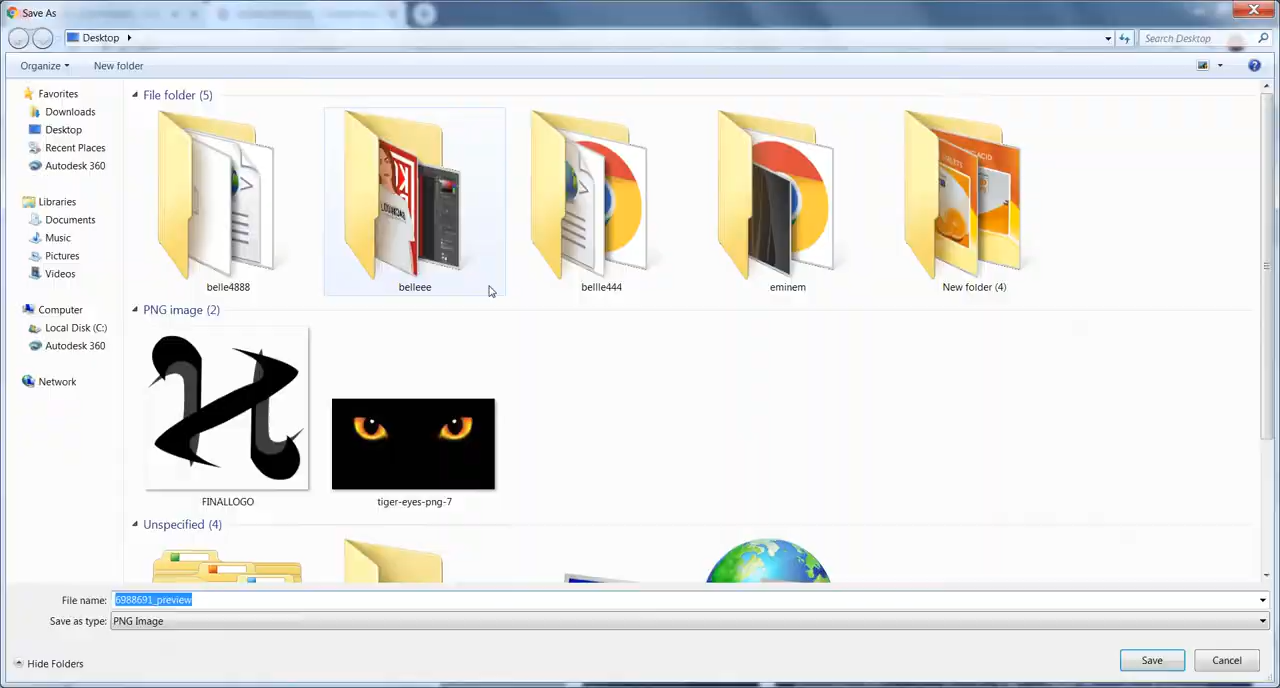 Save As
Desktop
Search Desktop
Organize
New folder
Favorites
Downloads
Desktop
Recent Places
Autodesk 360
Libraries
Documents
Music
Pictures
Videos
Computer
Local Disk (C:)
Autodesk 360
Network
File folder (5)
belle4888
belleee
bellle444
eminem
New folder (4)
PNG image (2)
FINALLOGO
tiger-eyes-png-7
Unspecified (4)
File name: 6988691_preview
Save as type: PNG Image
Hide Folders
Save
Cancel